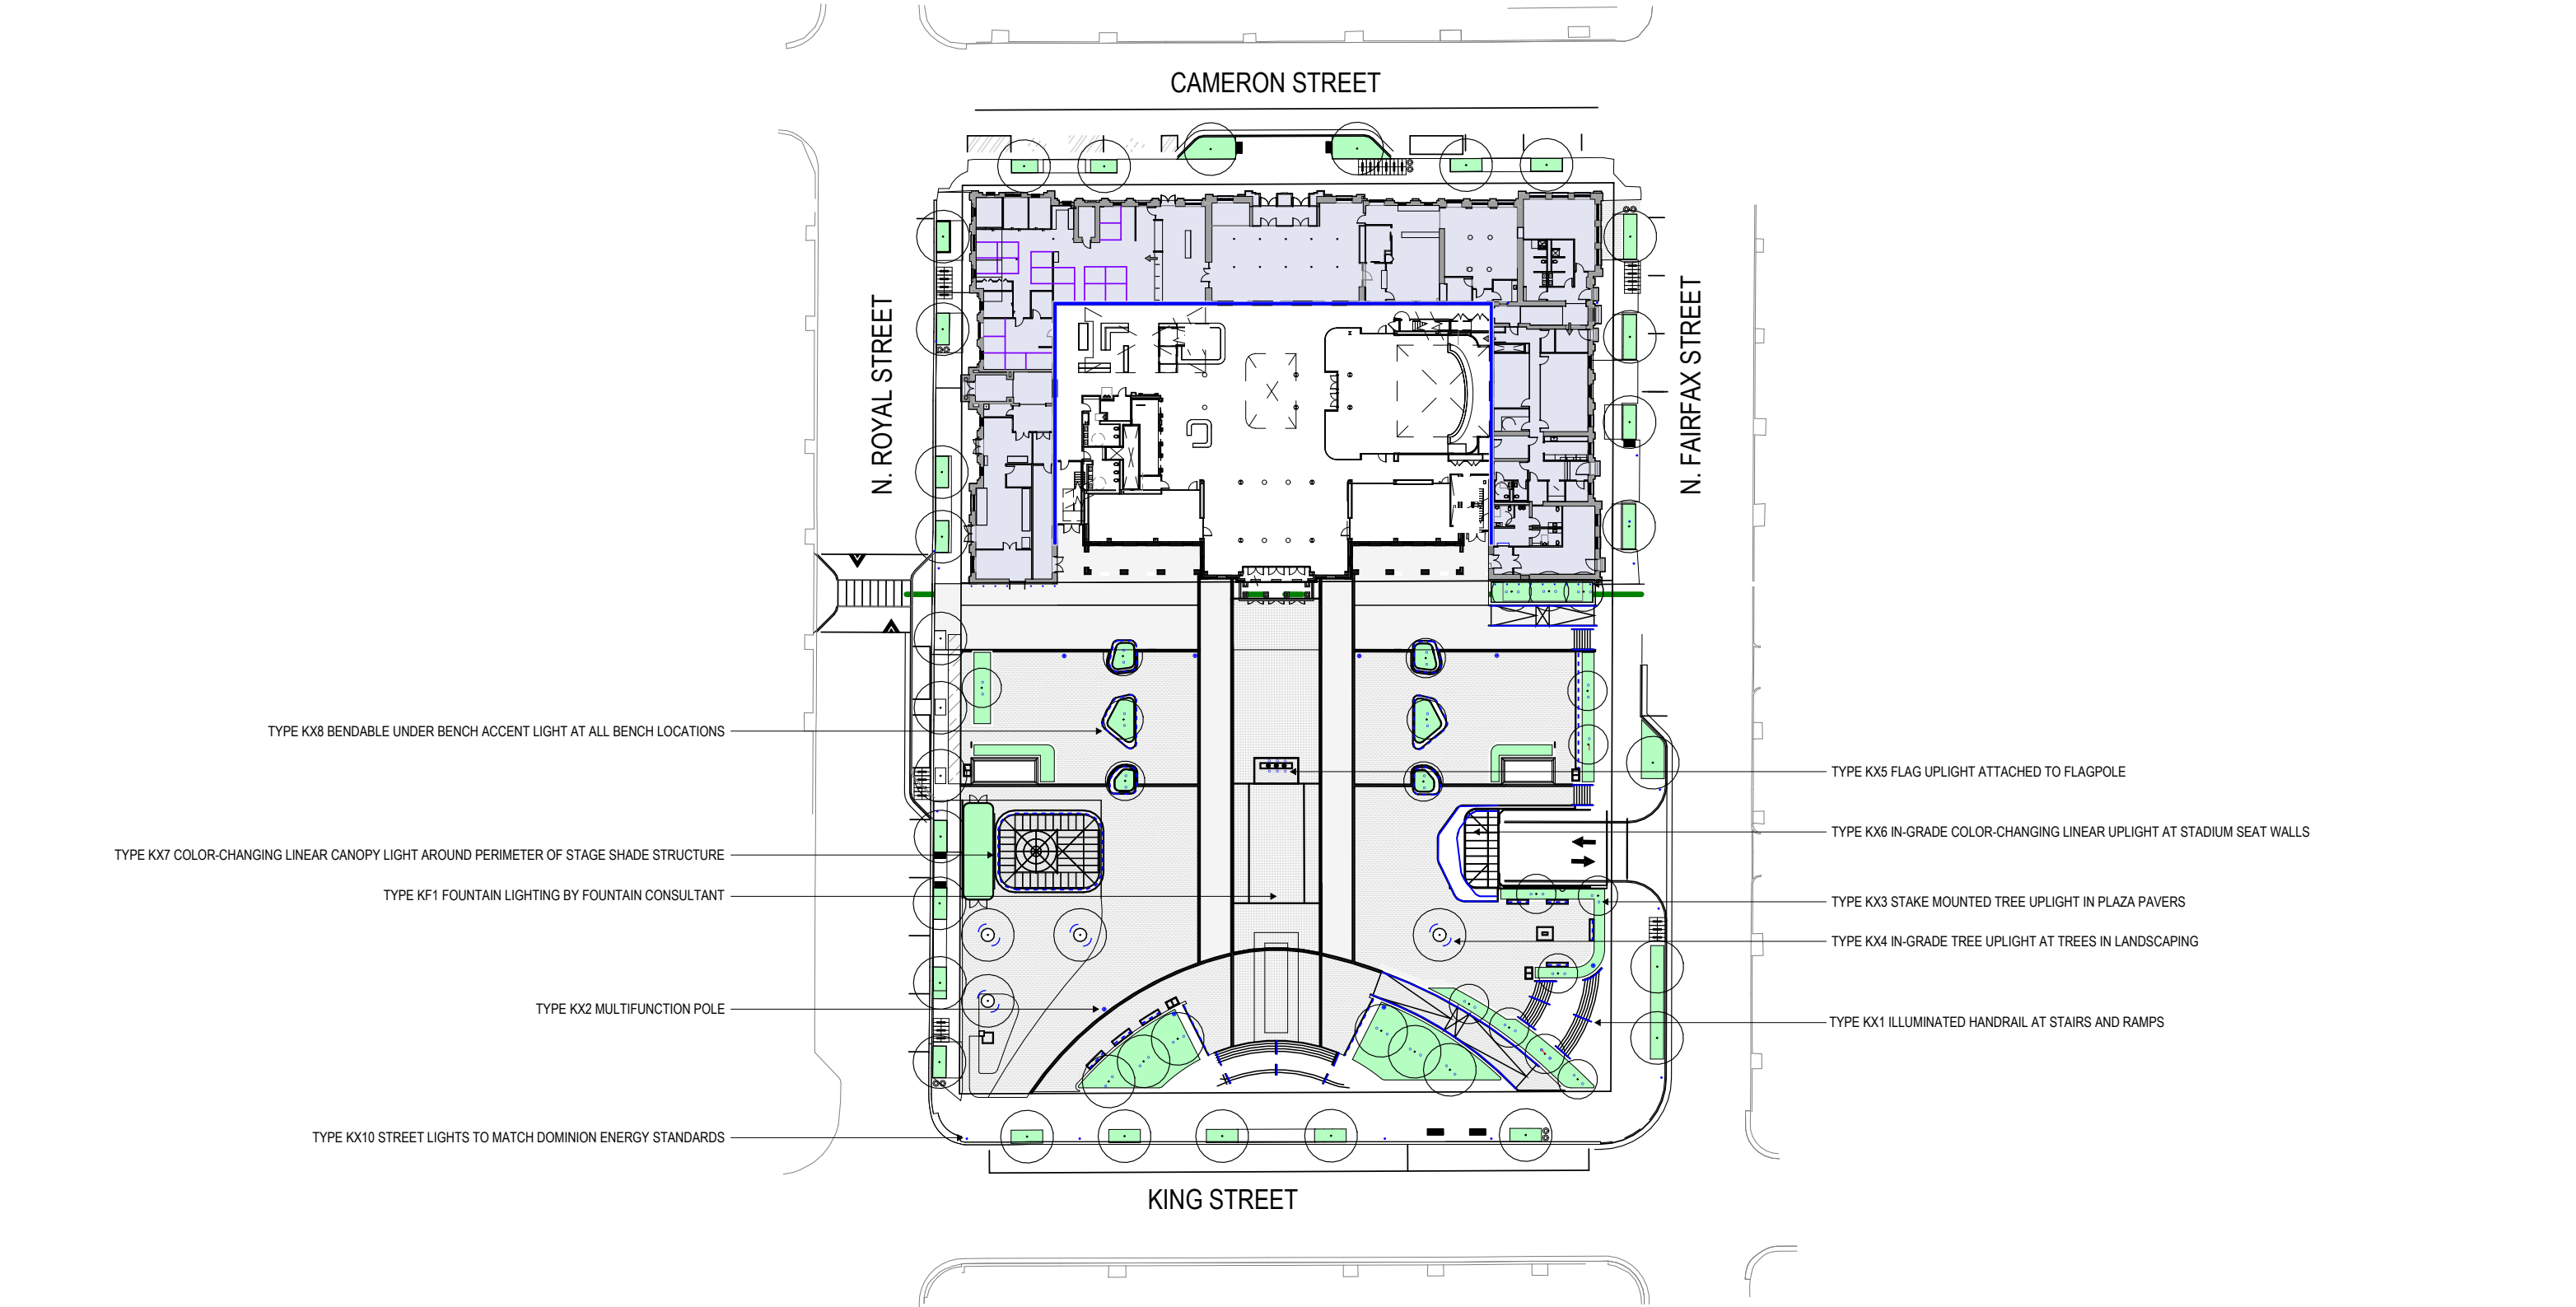 CAMERON STREET
N. ROYAL STREET
N. FAIRFAX STREET
TYPE KX8 BENDABLE UNDER BENCH ACCENT LIGHT AT ALL BENCH LOCATIONS
TYPE KX5 FLAG UPLIGHT ATTACHED TO FLAGPOLE
TYPE KX6 IN-GRADE COLOR-CHANGING LINEAR UPLIGHT AT STADIUM SEAT WALLS
TYPE KX7 COLOR-CHANGING LINEAR CANOPY LIGHT AROUND PERIMETER OF STAGE SHADE STRUCTURE
TYPE KF1 FOUNTAIN LIGHTING BY FOUNTAIN CONSULTANT
TYPE KX3 STAKE MOUNTED TREE UPLIGHT IN PLAZA PAVERS
TYPE KX4 IN-GRADE TREE UPLIGHT AT TREES IN LANDSCAPING
TYPE KX2 MULTIFUNCTION POLE
TYPE KX1 ILLUMINATED HANDRAIL AT STAIRS AND RAMPS
TYPE KX10 STREET LIGHTS TO MATCH DOMINION ENERGY STANDARDS
KING STREET